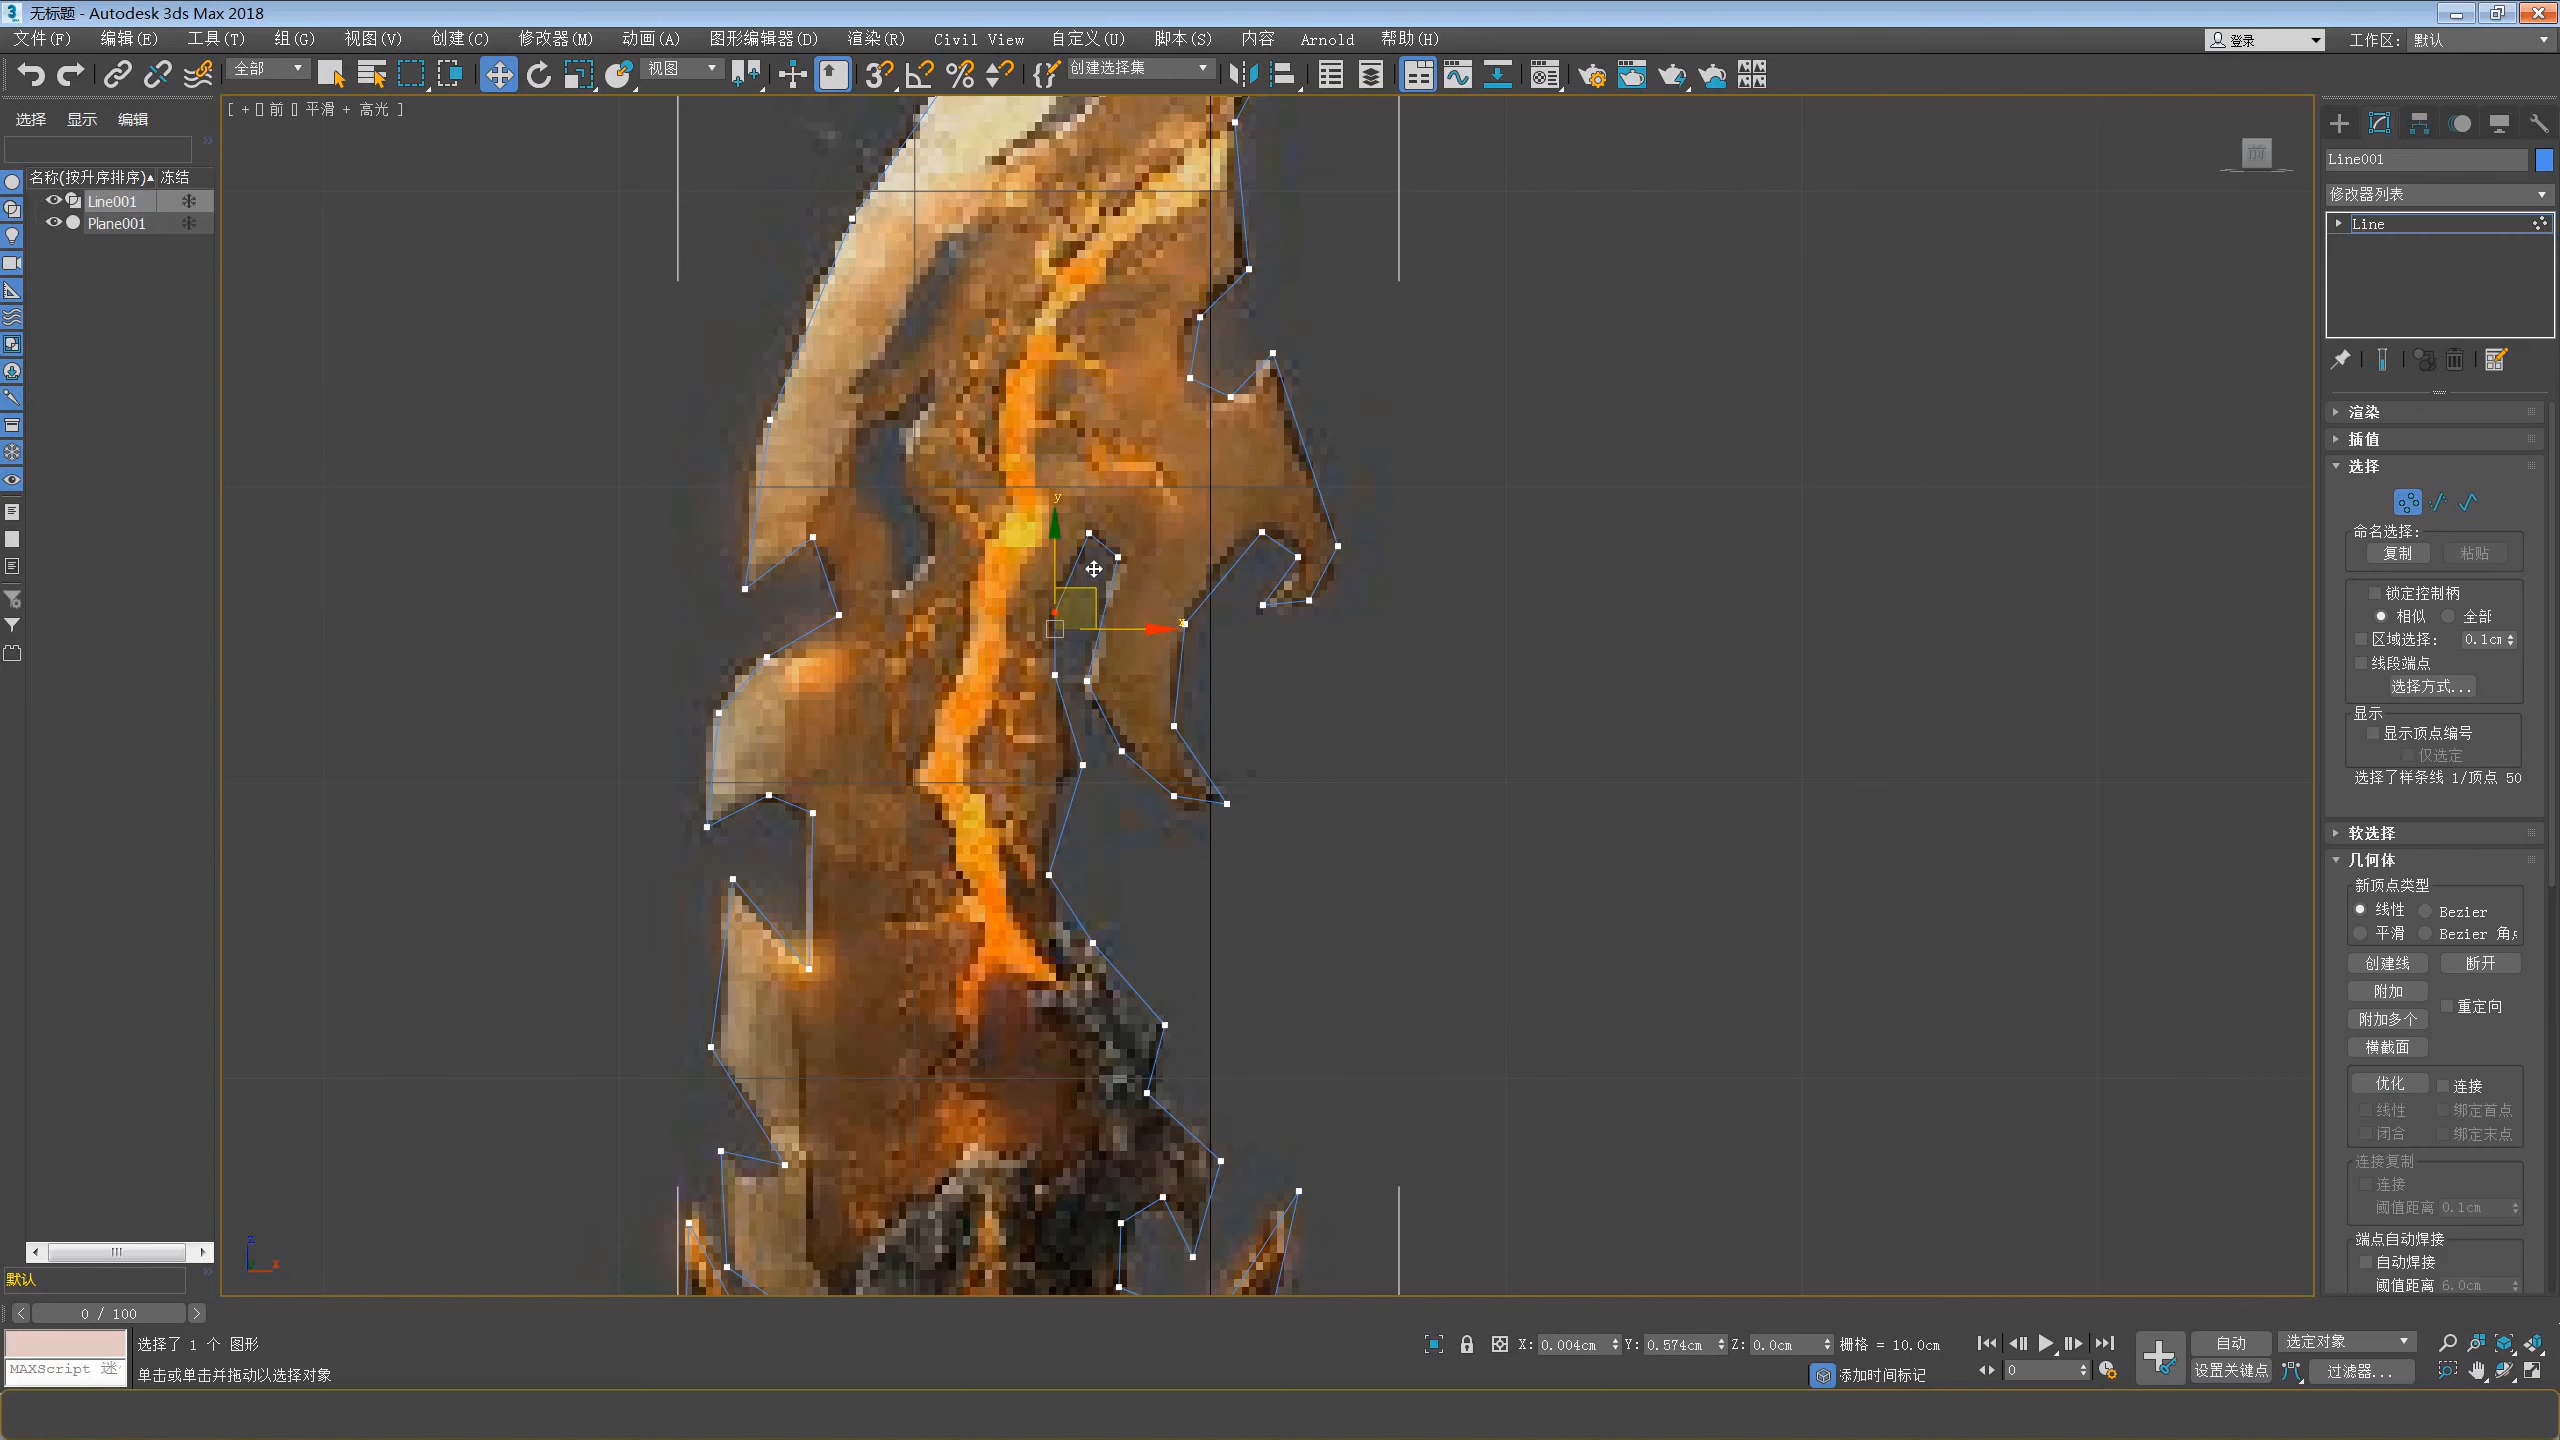 无标题 - Autodesk 3ds Max 2018
文件(F) 编辑(E) 工具(T) 组(G) 视图(V) 创建(C) 修改器(M) 动画(A) 图形编辑器(D) 渲染(R) Civil View 自定义(U) 脚本(S) 内容 Arnold 帮助(H) 登录 工作区: 默认
全部 视图 创建选择集
选择 显示 编辑
[ + ▯ 前 ▯ 平滑 + 高光 ]
前
名称(按升序排序) 冻结
Line001
Plane001
y
x
z
x
Line001
修改器列表
Line
渲染
插值
选择
命名选择:
复制 粘贴
锁定控制柄
相似 全部
区域选择: 0.1cm
线段端点
选择方式...
显示
显示顶点编号
仅选定
选择了样条线 1/顶点 50
软选择
几何体
新顶点类型
线性 Bezier
平滑 Bezier 角点
创建线 断开
附加 重定向
附加多个
横截面
优化 连接
线性 绑定首点
闭合 绑定末点
连接复制
连接
阈值距离 0.1cm
端点自动焊接
自动焊接
阈值距离 6.0cm
默认
0 / 100
选择了 1 个 图形
X: 0.004cm Y: 0.574cm Z: 0.0cm 栅格 = 10.0cm
自动 选定对象
MAXScript 迷
单击或单击并拖动以选择对象
添加时间标记
0
设置关键点 过滤器...